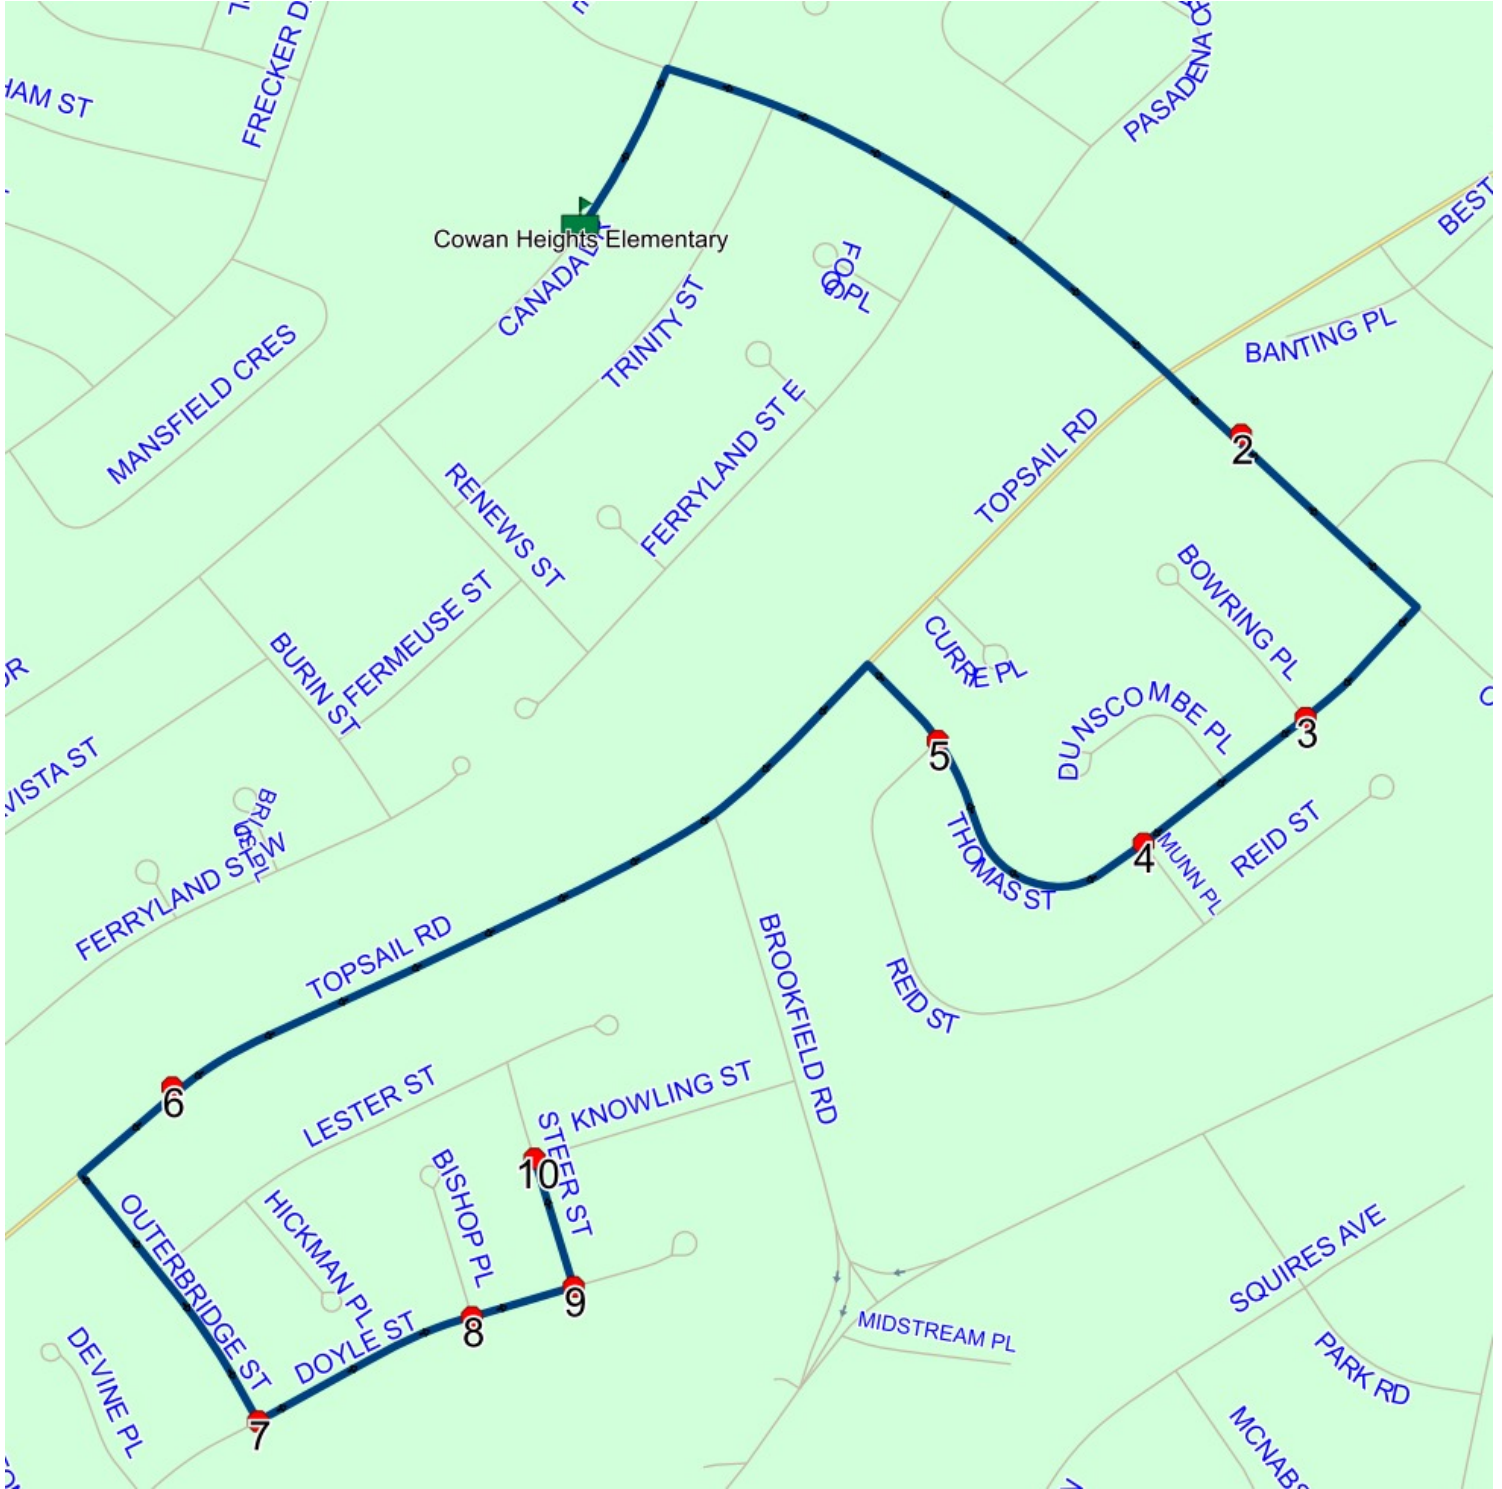 FRECKER D
HAM ST
PASADENA
BEST
Cowan Heights Elementary
CANADA
TRINITY ST
BANTING PL
MANSFIELD CRES
FERRYLAND ST E
TOPSAIL RD
2
RENEWS ST
BOWRING PL
FERMEUSE ST
BURIN ST
CURRIE PL
DUNSCOMBE PL
3
5
VISTA ST
REID ST
THOMAS ST
4
MUNN PL
FERRYLAND ST W
TOPSAIL RD
BROOKFIELD RD
REID ST
6
LESTER ST
KNOWLING ST
STEER ST
10
BISHOP PL
HICKMAN PL
OUTERBRIDGE ST
SQUIRES AVE
9
8
DOYLE ST
MIDSTREAM PL
DEVINE PL
PARK RD
7
MCNABS